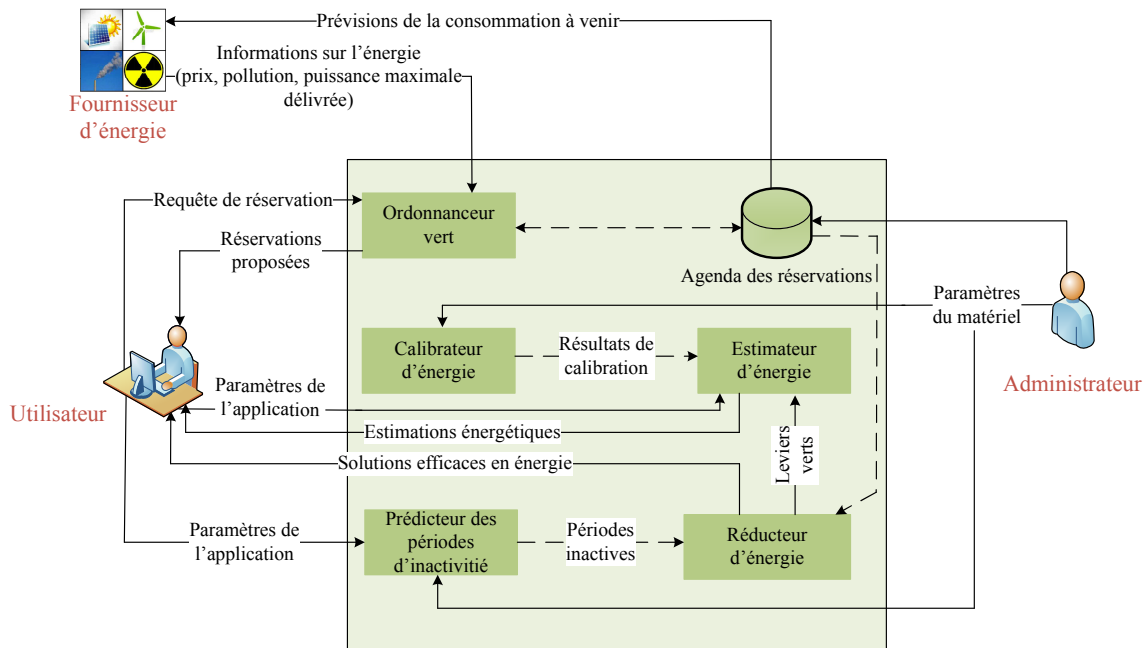 Prévisions de la consommation à venir
Informations sur l'énergie
(prix, pollution, puissance maximale
délivrée)
Fournisseur
d'énergie
Requête de réservation
Ordonnanceur
vert
Réservations
proposées
Agenda des réservations
Paramètres
du matériel
Calibrateur
d'énergie
Résultats de
calibration
Estimateur
d'énergie
Administrateur
Utilisateur
Paramètres de
l'application
Estimations énergétiques
Solutions efficaces en énergie
Leviers
verts
Paramètres de
l'application
Prédicteur des
périodes
d'inactivitié
Périodes
inactives
Réducteur
d'énergie